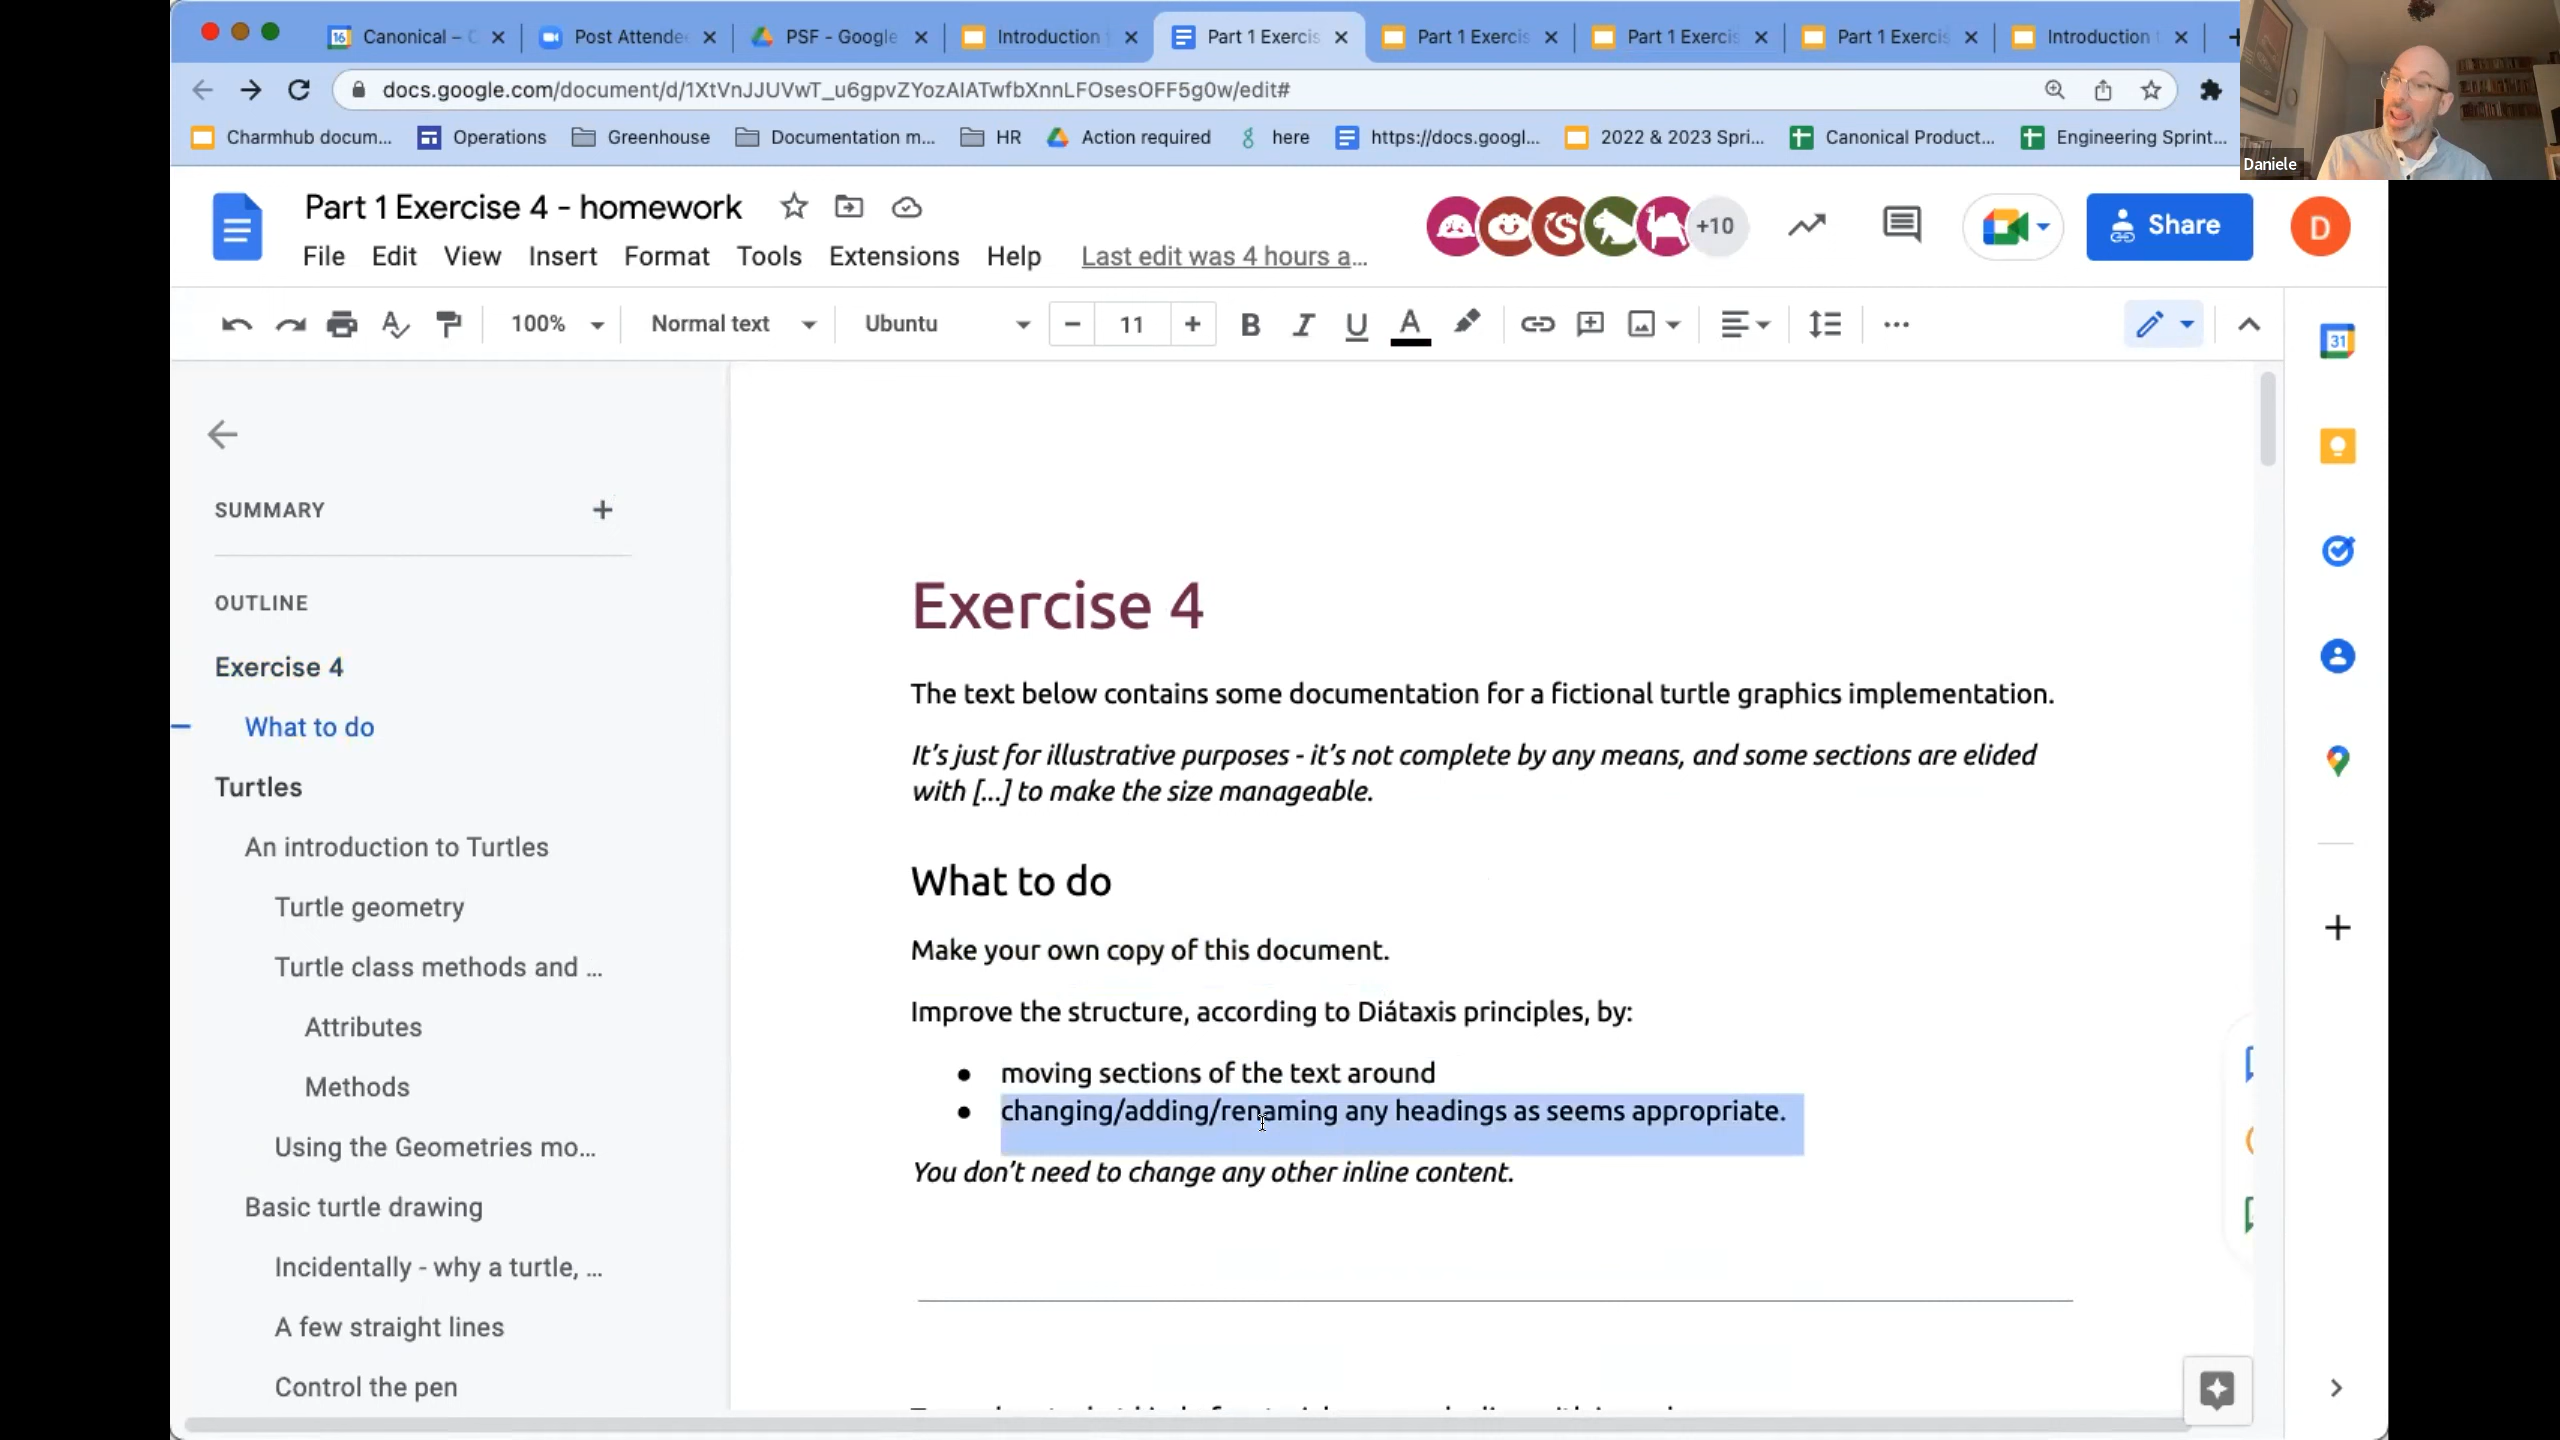 Canonical – C
Post Attende
PSF - Google
Introduction
Part 1 Exercis
Part 1 Exercis
Part 1 Exercis
Part 1 Exercis
Introduction
docs.google.com/document/d/1XtVnJJUVwT_u6gpvZYozAIATwfbXnnLFOsesOFF5g0w/edit#
Charmhub docum...
Operations
Greenhouse
Documentation m...
HR
Action required
here
https://docs.googl...
2022 & 2023 Spri...
Canonical Product...
Engineering Sprint...
Daniele
Part 1 Exercise 4 - homework
+10
Share
D
File Edit View Insert Format Tools Extensions Help Last edit was 4 hours a...
100% Normal text Ubuntu – 11 + B I U A
31
SUMMARY
OUTLINE
Exercise 4
What to do
Turtles
An introduction to Turtles
Turtle geometry
Turtle class methods and ...
Attributes
Methods
Using the Geometries mo...
Basic turtle drawing
Incidentally - why a turtle, ...
A few straight lines
Control the pen
Exercise 4
The text below contains some documentation for a fictional turtle graphics implementation.
It’s just for illustrative purposes - it’s not complete by any means, and some sections are elided
with [...] to make the size manageable.
What to do
Make your own copy of this document.
Improve the structure, according to Diátaxis principles, by:
● moving sections of the text around
● changing/adding/renaming any headings as seems appropriate.
You don’t need to change any other inline content.